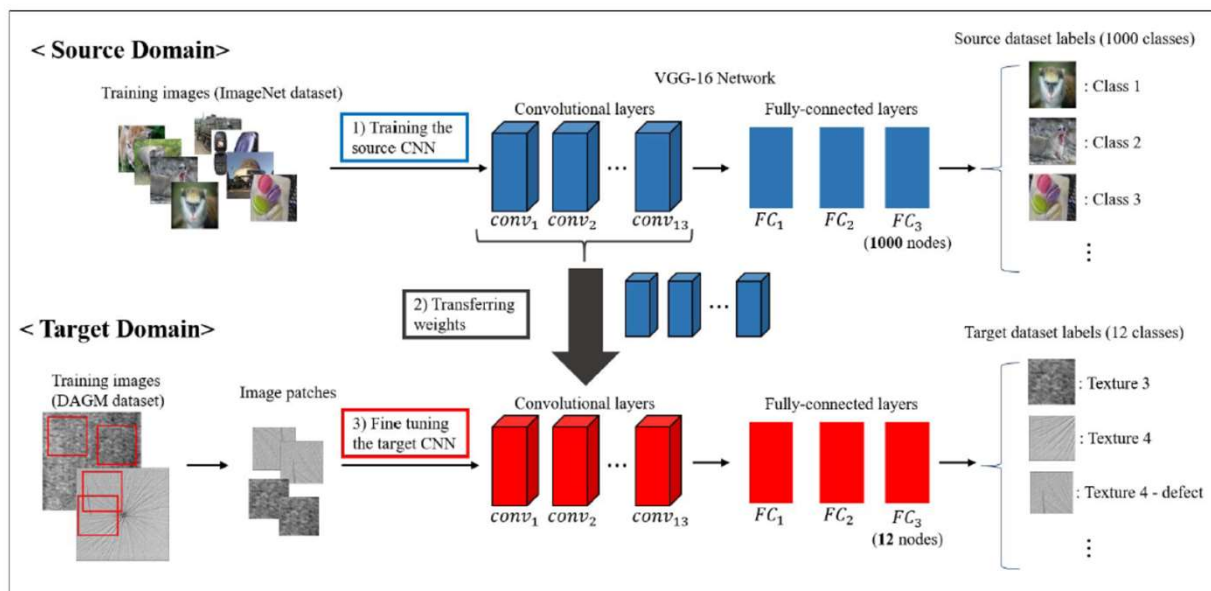 < Source Domain>
Training images (ImageNet dataset)
1) Training the
source CNN
VGG-16 Network
Convolutional layers
Fully-connected layers
conv₁
conv₂
...
conv₁₃
FC₁
FC₂
FC₃
(1000 nodes)
Source dataset labels (1000 classes)
: Class 1
: Class 2
: Class 3
⋮
2) Transferring
weights
...
< Target Domain>
Training images
(DAGM dataset)
Image patches
3) Fine tuning
the target CNN
Convolutional layers
Fully-connected layers
conv₁
conv₂
...
conv₁₃
FC₁
FC₂
FC₃
(12 nodes)
Target dataset labels (12 classes)
: Texture 3
: Texture 4
: Texture 4 - defect
⋮